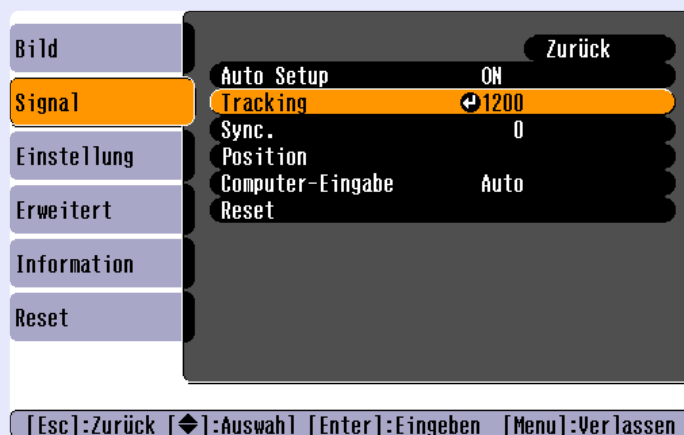 Bild
Signal
Einstellung
Erweitert
Information
Reset
Zurück
Auto Setup ON
Tracking 1200
Sync. 0
Position
Computer-Eingabe Auto
Reset
[Esc]:Zurück [◆]:Auswahl [Enter]:Eingeben [Menu]:Verlassen